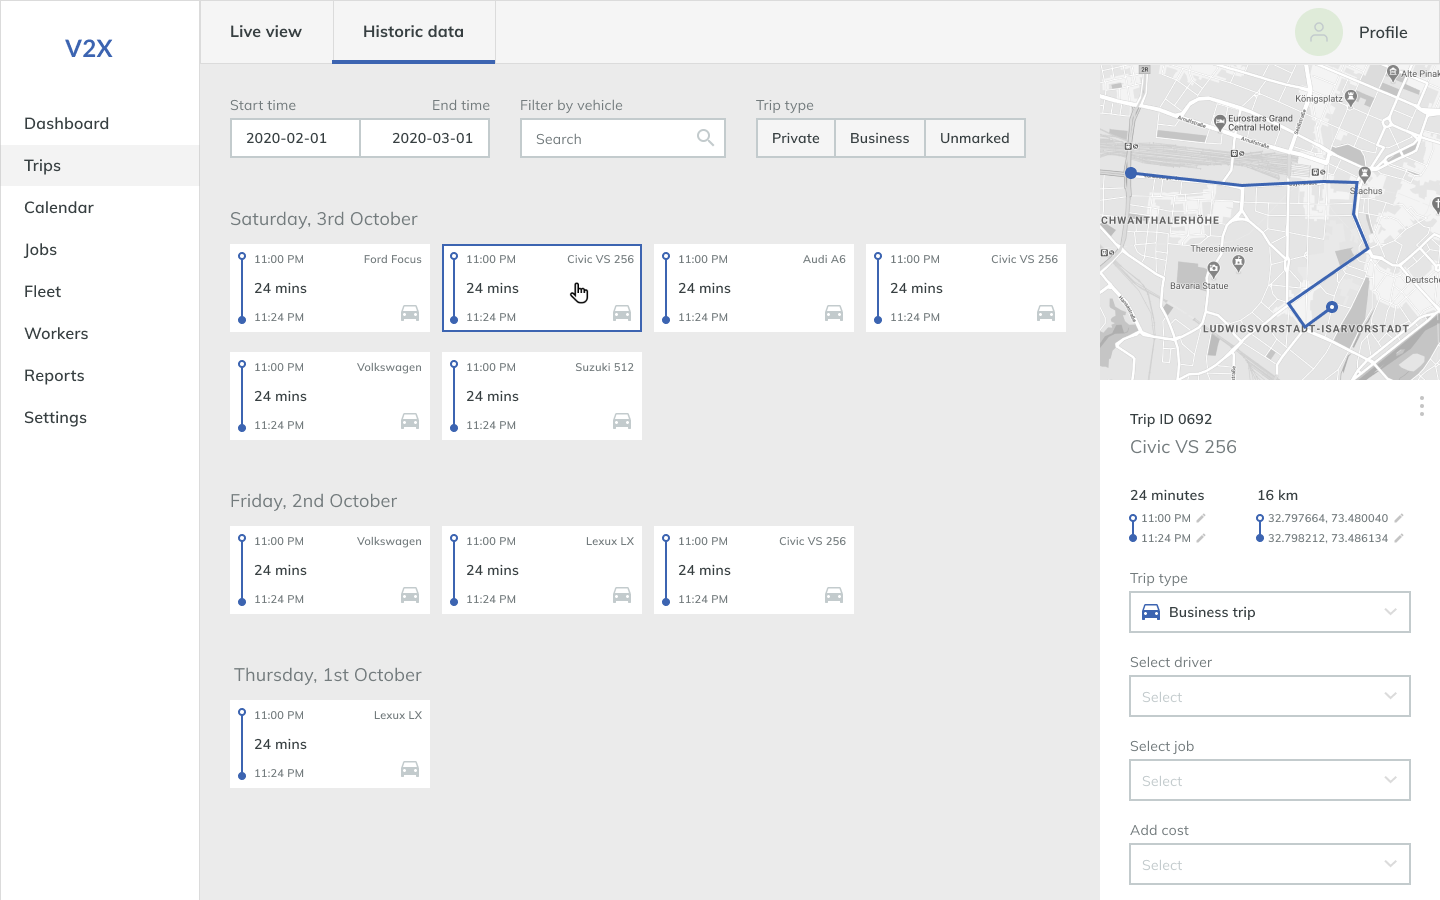 V2X
Dashboard
Trips
Calendar
Jobs
Fleet
Workers
Reports
Settings
Live view
Historic data
Profile
Start time
End time
2020-02-01
2020-03-01
Filter by vehicle
Search
Trip type
Private
Business
Unmarked
Saturday, 3rd October
11:00 PM
Ford Focus
24 mins
11:24 PM
11:00 PM
Civic VS 256
24 mins
11:24 PM
11:00 PM
Audi A6
24 mins
11:24 PM
11:00 PM
Civic VS 256
24 mins
11:24 PM
11:00 PM
Volkswagen
24 mins
11:24 PM
11:00 PM
Suzuki 512
24 mins
11:24 PM
Friday, 2nd October
11:00 PM
Volkswagen
24 mins
11:24 PM
11:00 PM
Lexux LX
24 mins
11:24 PM
11:00 PM
Civic VS 256
24 mins
11:24 PM
Thursday, 1st October
11:00 PM
Lexux LX
24 mins
11:24 PM
2R
Alte Pinak
Königsplatz
Eurostars Grand
Central Hotel
Arnulfstraße
Arnulfstraße
Stachus
CHWANTHALERHÖHE
Theresienwiese
Bavaria Statue
Deutsche
LUDWIGSVORSTADT-ISARVORSTADT
Trip ID 0692
Civic VS 256
24 minutes
11:00 PM
11:24 PM
16 km
32.797664, 73.480040
32.798212, 73.486134
Trip type
Business trip
Select driver
Select
Select job
Select
Add cost
Select